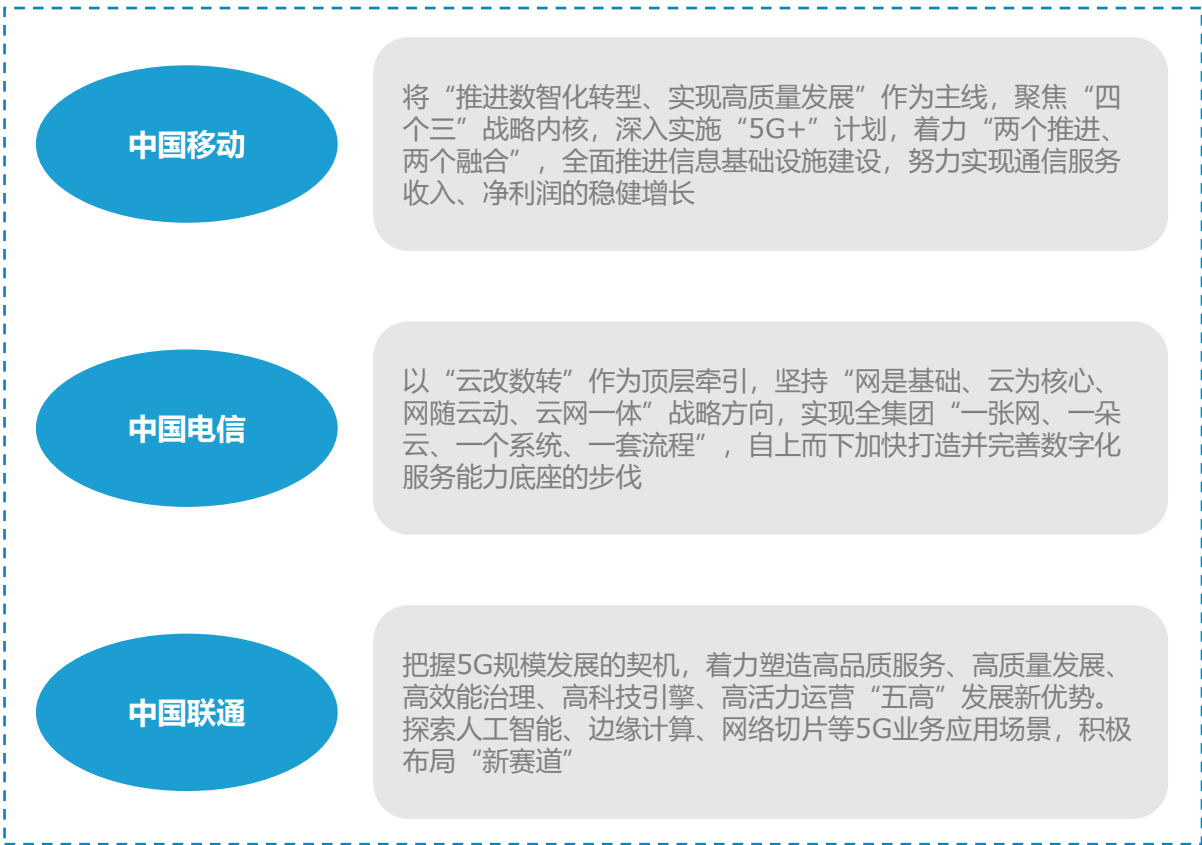 中国移动
将“推进数智化转型、实现高质量发展”作为主线，聚焦“四
个三”战略内核，深入实施“5G+”计划，着力“两个推进、
两个融合”，全面推进信息基础设施建设，努力实现通信服务
收入、净利润的稳健增长
中国电信
以“云改数转”作为顶层牵引，坚持“网是基础、云为核心、
网随云动、云网一体”战略方向，实现全集团“一张网、一朵
云、一个系统、一套流程”，自上而下加快打造并完善数字化
服务能力底座的步伐
中国联通
把握5G规模发展的契机，着力塑造高品质服务、高质量发展、
高效能治理、高科技引擎、高活力运营“五高”发展新优势。
探索人工智能、边缘计算、网络切片等5G业务应用场景，积极
布局“新赛道”